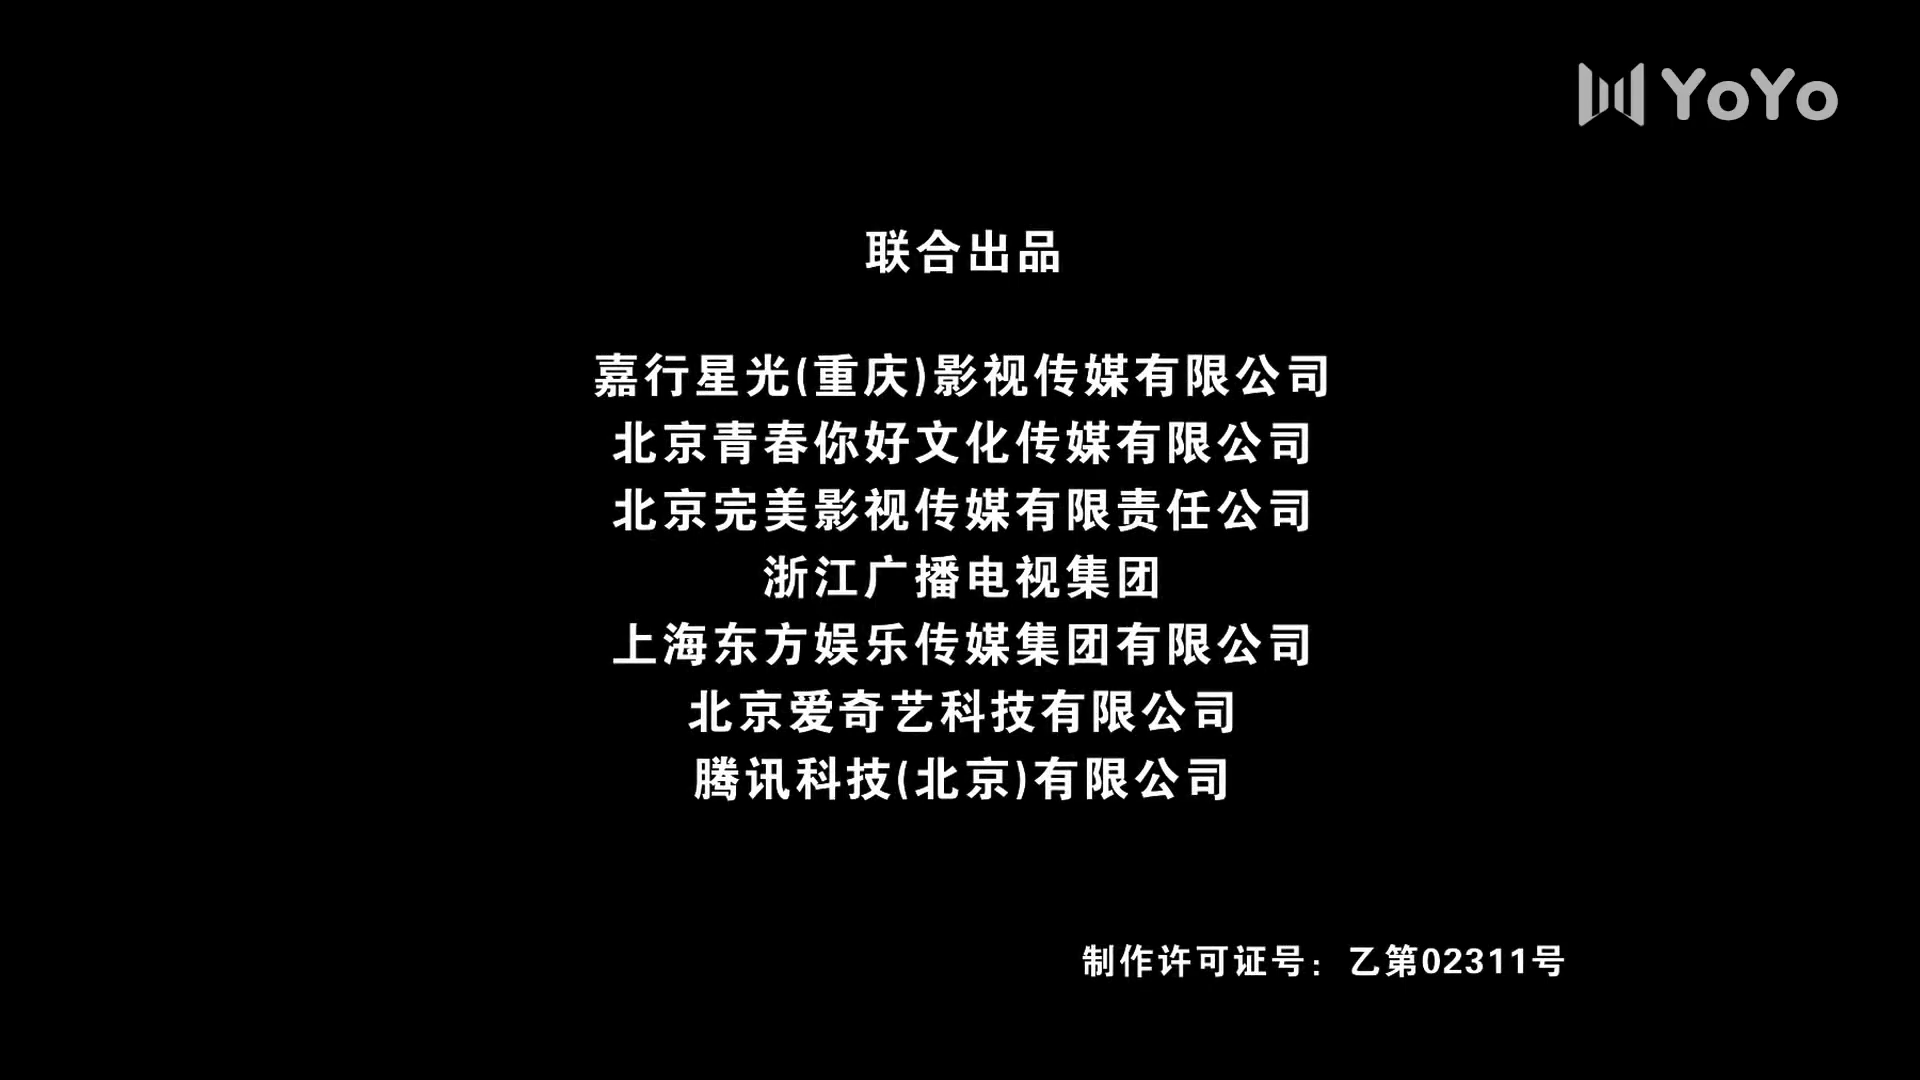 YoYo
联合出品
嘉行星光(重庆)影视传媒有限公司
北京青春你好文化传媒有限公司
北京完美影视传媒有限责任公司
浙江广播电视集团
上海东方娱乐传媒集团有限公司
北京爱奇艺科技有限公司
腾讯科技(北京)有限公司
制作许可证号：乙第02311号